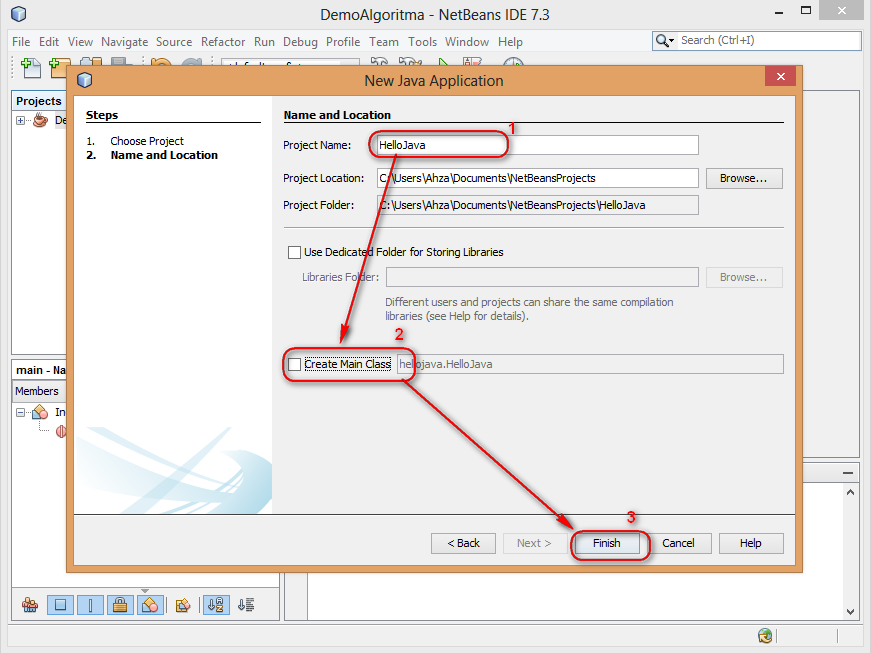 DemoAlgoritma - NetBeans IDE 7.3
File Edit View Navigate Source Refactor Run Debug Profile Team Tools Window Help
Search (Ctrl+I)
New Java Application
Projects
De
Steps
1. Choose Project
2. Name and Location
Name and Location
1
Project Name: HelloJava
Project Location: C:\Users\Ahza\Documents\NetBeansProjects Browse...
Project Folder: C:\Users\Ahza\Documents\NetBeansProjects\HelloJava
Use Dedicated Folder for Storing Libraries
Libraries Folder: Browse...
Different users and projects can share the same compilation
libraries (see Help for details).
2
Create Main Class hellojava.HelloJava
main - Na
Members
In
3
< Back Next > Finish Cancel Help